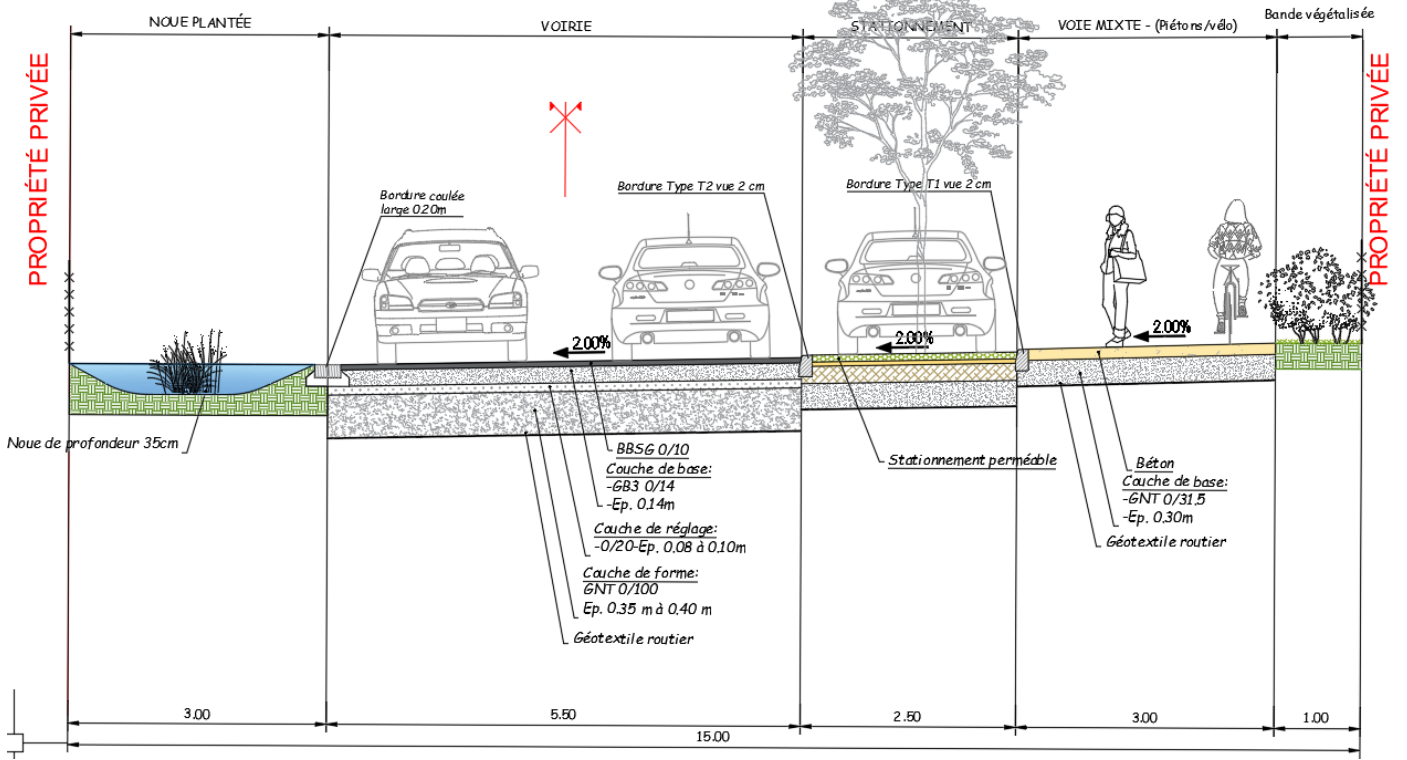 NOUE PLANTÉE
VOIRIE
STATIONNEMENT
VOIE MIXTE - (Piétons/vélo)
Bande végétalisée
PROPRIÉTÉ PRIVÉE
PROPRIÉTÉ PRIVÉE
Bordure coulée
large 0.20m
Bordure Type T2 vue 2 cm
Bordure Type T1 vue 2 cm
2.00%
2.00%
2.00%
Noue de profondeur 35cm
BBSG 0/10
Couche de base:
-GB3 0/14
-Ep. 0.14m
Couche de réglage:
-0/20-Ep. 0.08 à 0.10m
Couche de forme:
GNT 0/100
Ep. 0.35 m à 0.40 m
Géotextile routier
Stationnement perméable
Béton
Couche de base:
-GNT 0/31.5
-Ep. 0.30m
Géotextile routier
3.00
5.50
2.50
3.00
1.00
15.00